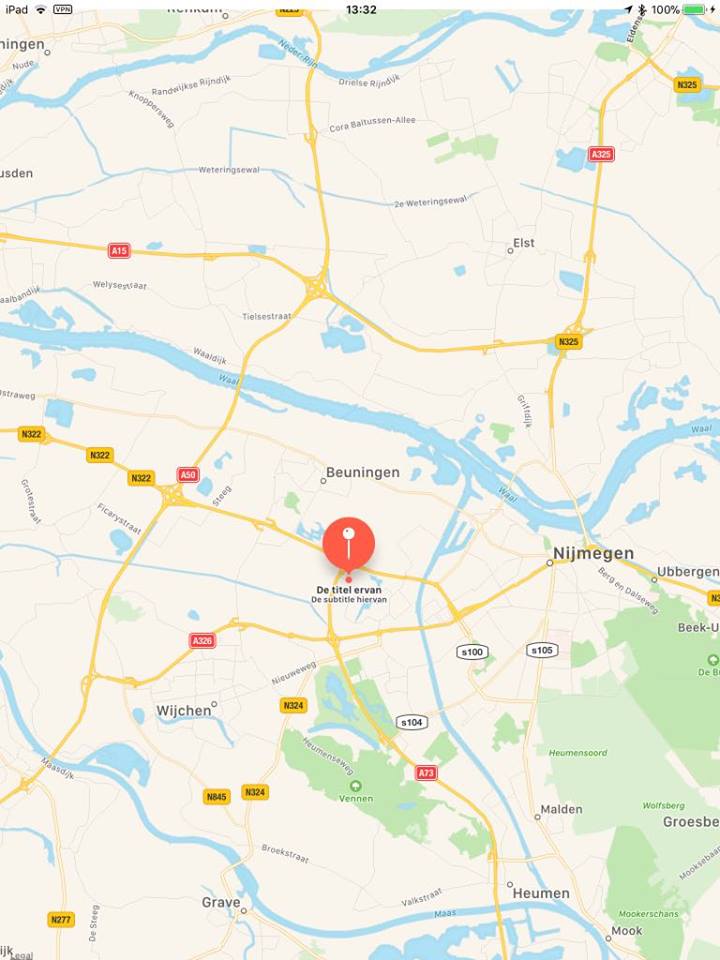 iPad VPN 13:32 100%
Renkum
N225
Eldens
ningen
Neder-Rijn
Nude
Randwijkse Rijndijk
Drielse Rijndijk
N325
Knoppersweg
Cora Baltussen-Allee
A325
usden
Weteringsewal
2e Weteringsewal
A15
Elst
Welysestraat
aalbandijk
Tielsestraat
N325
Waaldijk
Waal
ostraweg
Griftdijk
N322
Waal
N322
A50
Beuningen
N322
Steeg
Grotestraat
Waal
Ficarystraat
Nijmegen
Ubbergen
Berg en Dalseweg
De titel ervan
De subtitle hiervan
N3
Beek-U
A326
s100
s105
Nieuweweg
De B
N324
Wijchen
s104
Heumensoord
Heumenseweg
Maasdijk
A73
Vennen
N845
N324
Malden
Wolfsberg
Groesbe
Broekstraat
Mooksebaan
Grave
Valkstraat
Heumen
N277
De Steeg
Maas
Mookerschans
Mook
ijk
Legal